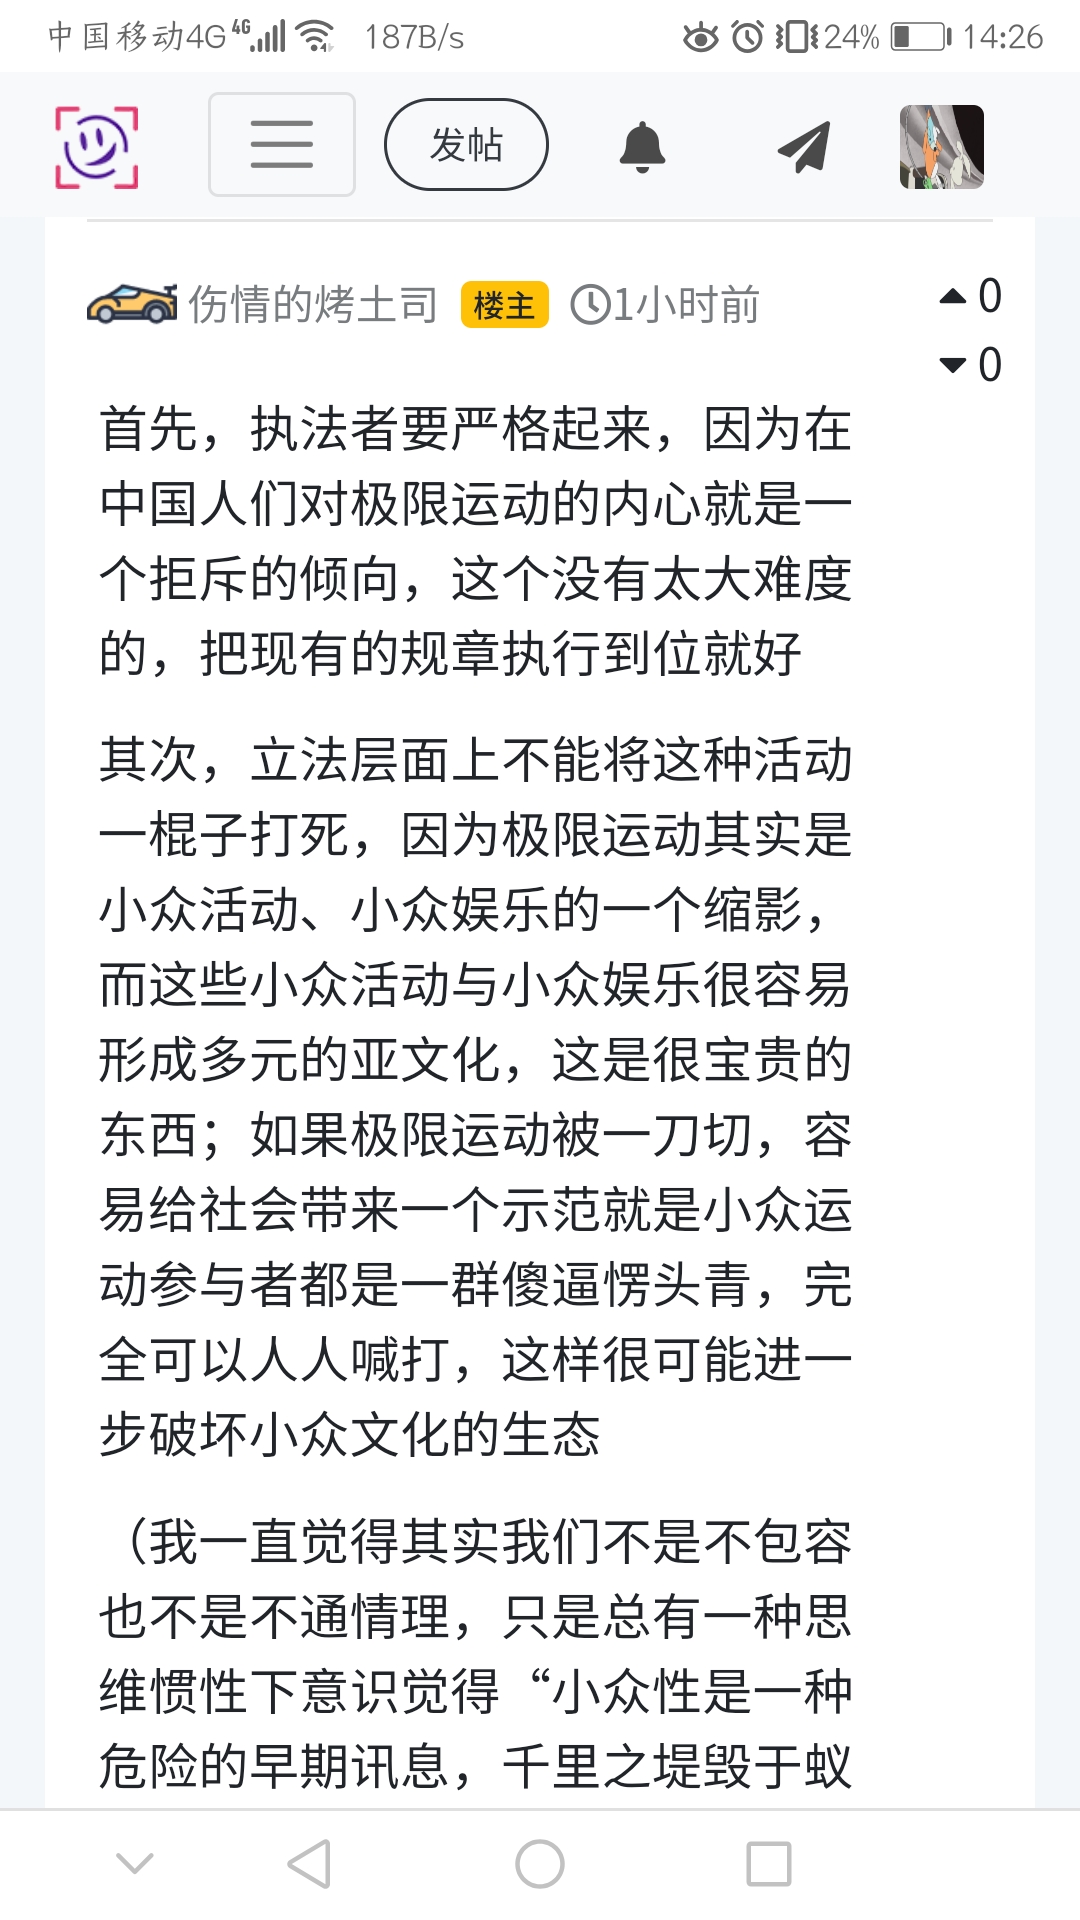 中国移动4G 4G 187B/s 24% 14:26
发帖
伤情的烤土司 楼主 1小时前
0
0
首先，执法者要严格起来，因为在
中国人们对极限运动的内心就是一
个拒斥的倾向，这个没有太大难度
的，把现有的规章执行到位就好
其次，立法层面上不能将这种活动
一棍子打死，因为极限运动其实是
小众活动、小众娱乐的一个缩影，
而这些小众活动与小众娱乐很容易
形成多元的亚文化，这是很宝贵的
东西；如果极限运动被一刀切，容
易给社会带来一个示范就是小众运
动参与者都是一群傻逼愣头青，完
全可以人人喊打，这样很可能进一
步破坏小众文化的生态
（我一直觉得其实我们不是不包容
也不是不通情理，只是总有一种思
维惯性下意识觉得“小众性是一种
危险的早期讯息，千里之堤毁于蚁